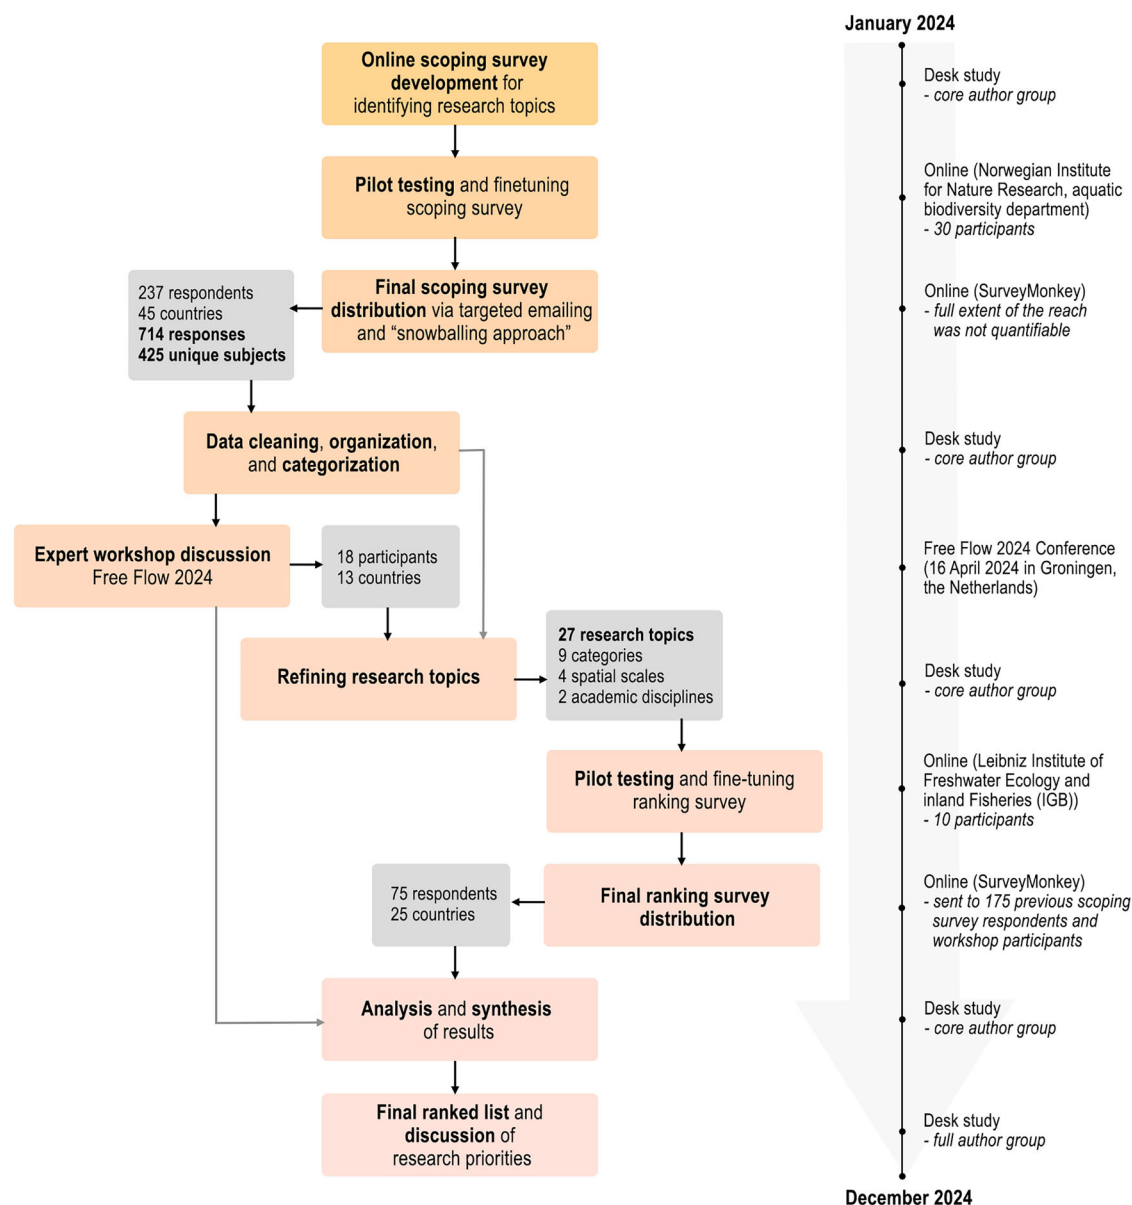 January 2024
Online scoping survey
development for
identifying research topics
Desk study
- core author group
Pilot testing and finetuning
scoping survey
Online (Norwegian Institute
for Nature Research, aquatic
biodiversity department)
- 30 participants
Final scoping survey
distribution via targeted emailing
and “snowballing approach”
237 respondents
45 countries
714 responses
425 unique subjects
Online (SurveyMonkey)
- full extent of the reach
was not quantifiable
Data cleaning, organization,
and categorization
Desk study
- core author group
Expert workshop discussion
Free Flow 2024
18 participants
13 countries
Free Flow 2024 Conference
(16 April 2024 in Groningen,
the Netherlands)
Refining research topics
27 research topics
9 categories
4 spatial scales
2 academic disciplines
Desk study
- core author group
Pilot testing and fine-tuning
ranking survey
Online (Leibniz Institute of
Freshwater Ecology and
inland Fisheries (IGB))
- 10 participants
Final ranking survey
distribution
75 respondents
25 countries
Online (SurveyMonkey)
- sent to 175 previous scoping
survey respondents and
workshop participants
Analysis and synthesis
of results
Desk study
- core author group
Final ranked list and
discussion of
research priorities
Desk study
- full author group
December 2024